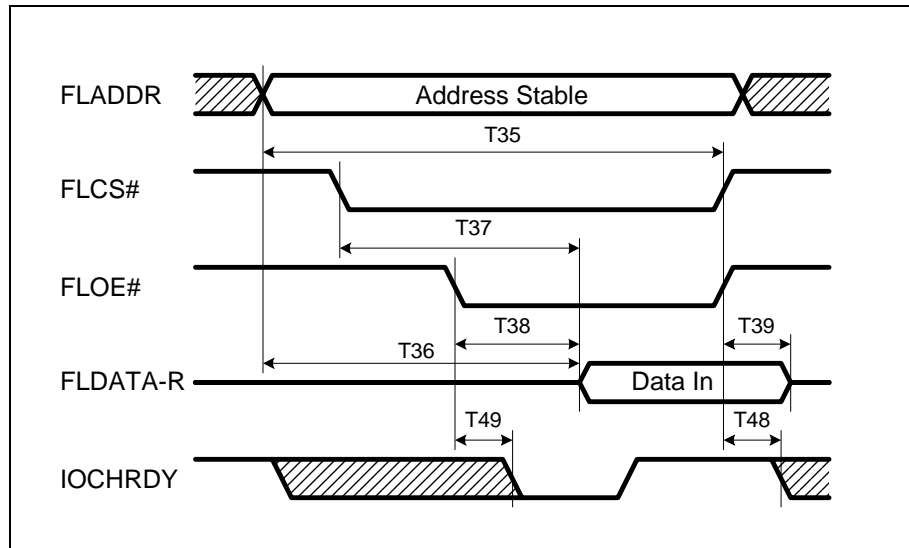 FLADDR
Address Stable
T35
FLCS#
T37
FLOE#
T38
T39
T36
FLDATA-R
Data In
T49
T48
IOCHRDY